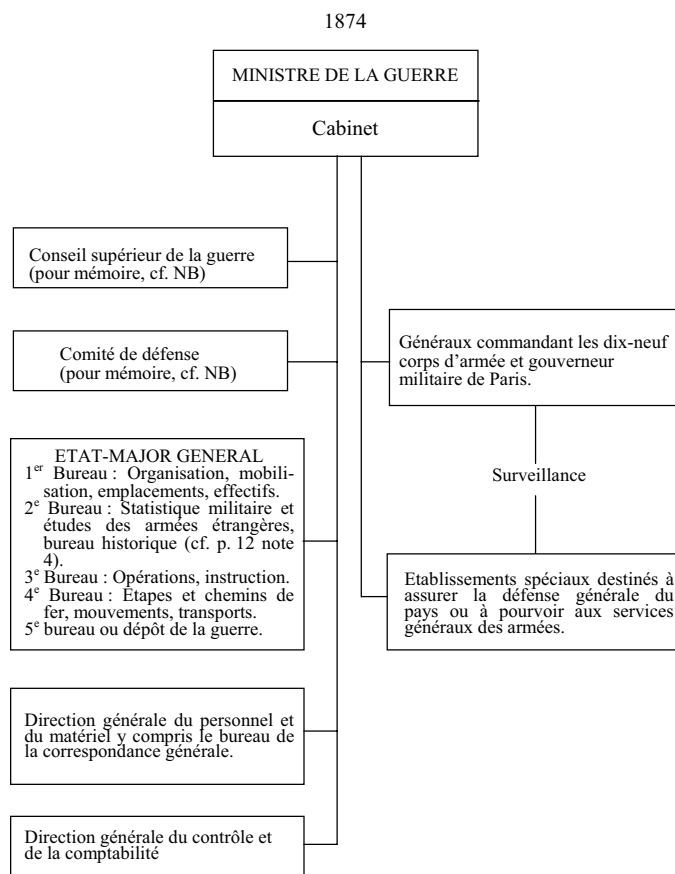 1874
MINISTRE DE LA GUERRE
Cabinet
Conseil supérieur de la guerre
(pour mémoire, cf. NB)
Comité de défense
(pour mémoire, cf. NB)
ETAT-MAJOR GENERAL
1er Bureau : Organisation, mobili-
sation, emplacements, effectifs.
2e Bureau : Statistique militaire et
études des armées étrangères,
bureau historique (cf. p. 12 note
4).
3e Bureau : Opérations, instruction.
4e Bureau : Etapes et chemins de
fer, mouvements, transports.
5e bureau ou dépôt de la guerre.
Direction générale du personnel et
du matériel y compris le bureau de
la correspondance générale.
Direction générale du contrôle et
de la comptabilité
Généraux commandant les dix-neuf
corps d'armée et gouverneur
militaire de Paris.
Surveillance
Etablissements spéciaux destinés à
assurer la défense générale du
pays ou à pourvoir aux services
généraux des armées.